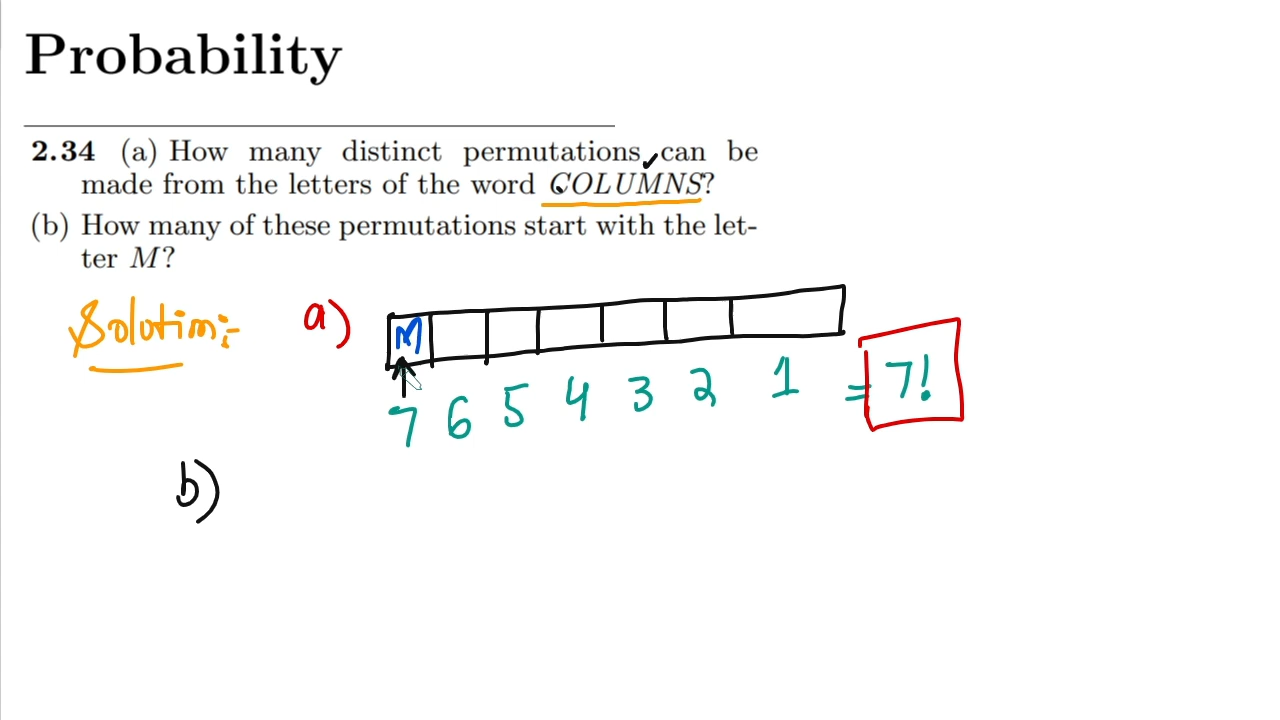 Probability
2.34 (a) How many distinct permutations can be
made from the letters of the word COLUMNS?
(b) How many of these permutations start with the let-
ter M?
Solution:- a)
M
7 6 5 4 3 2 1 = 7!
b)